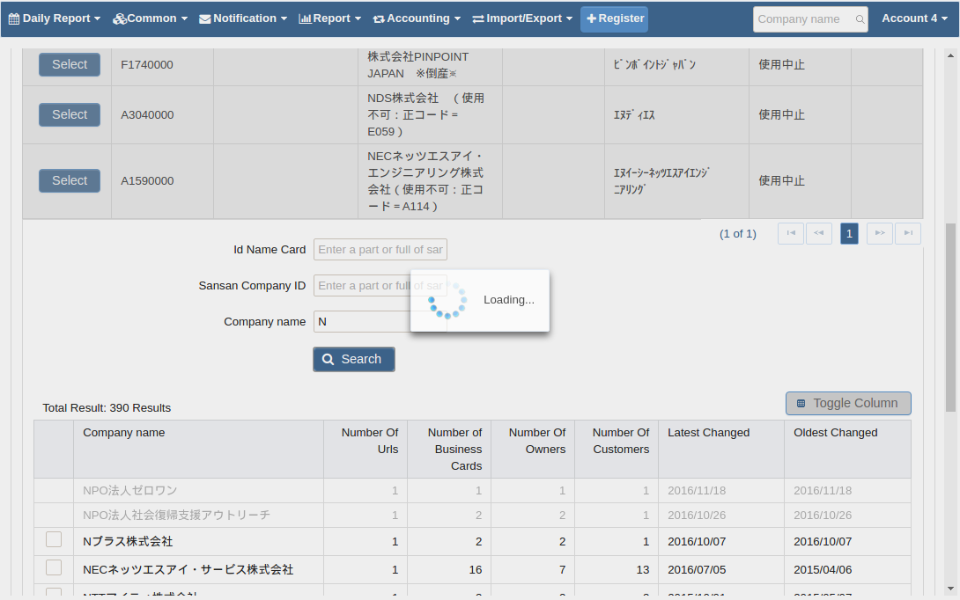 Daily Report Common Notification Report Accounting Import/Export Register Company name Account 4
Select F1740000 株式会社PINPOINT JAPAN ※倒産※ ﾋﾟﾝﾎﾟｲﾝﾄｼﾞｬﾊﾟﾝ 使用中止
Select A3040000 NDS株式会社 （使用不可：正コード＝E059） ｴﾇﾃﾞｨｴｽ 使用中止
Select A1590000 NECネッツエスアイ・エンジニアリング株式会社（使用不可：正コード＝A114） ｴﾇｲｰｼｰﾈｯﾂｴｽｱｲｴﾝｼﾞﾆｱﾘﾝｸﾞ 使用中止
(1 of 1) 1
Id Name Card Enter a part or full of sar
Sansan Company ID Enter a part or full of sar
Loading...
Company name N
Search
Total Result: 390 Results Toggle Column
Company name Number Of Urls Number of Business Cards Number Of Owners Number Of Customers Latest Changed Oldest Changed
NPO法人ゼロワン 1 1 1 1 2016/11/18 2016/11/18
NPO法人社会復帰支援アウトリーチ 1 2 2 1 2016/10/26 2016/10/26
Nプラス株式会社 1 2 2 1 2016/10/07 2016/10/07
NECネッツエスアイ・サービス株式会社 1 16 7 13 2016/07/05 2015/04/06